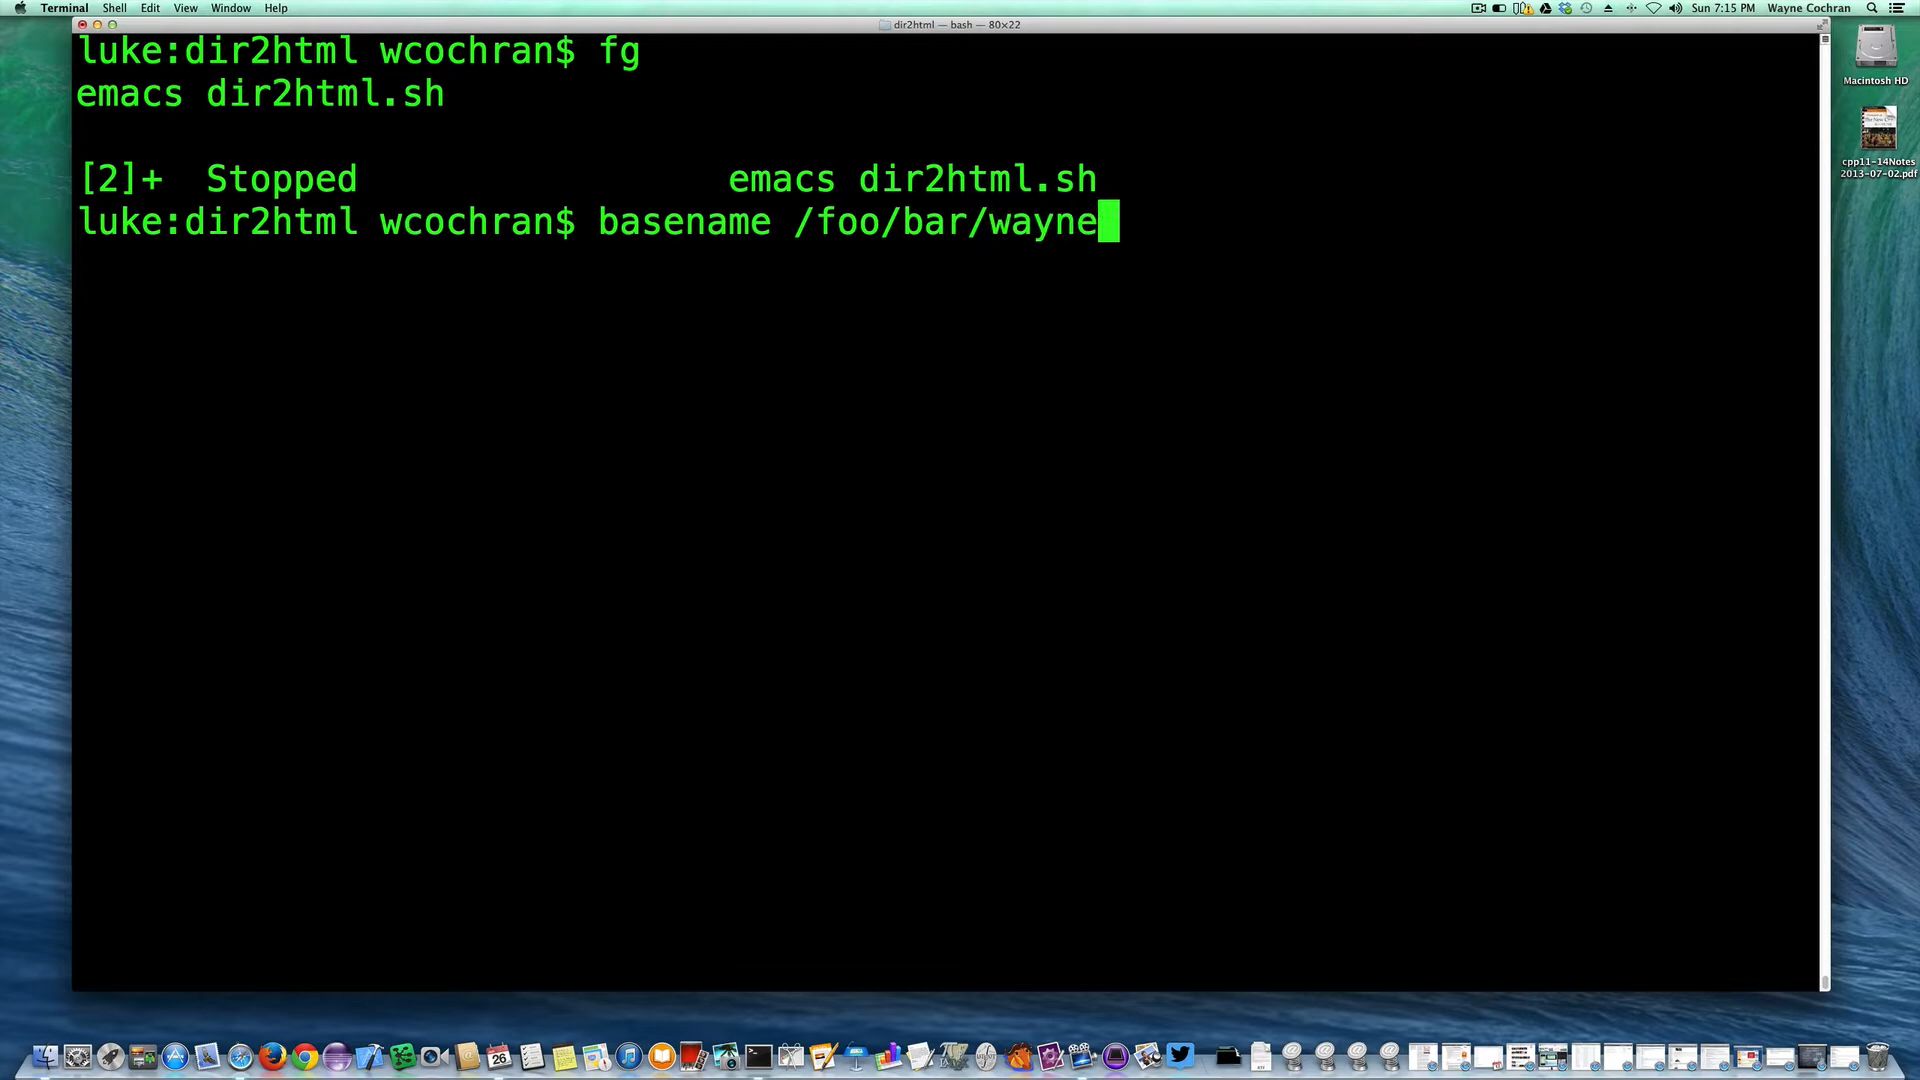 Terminal Shell Edit View Window Help Sun 7:15 PM Wayne Cochran
dir2html — bash — 80×22
luke:dir2html wcochran$ fg
emacs dir2html.sh
[2]+  Stopped                 emacs dir2html.sh
luke:dir2html wcochran$ basename /foo/bar/wayne
Macintosh HD
cpp11-14Notes
2013-07-02.pdf
26